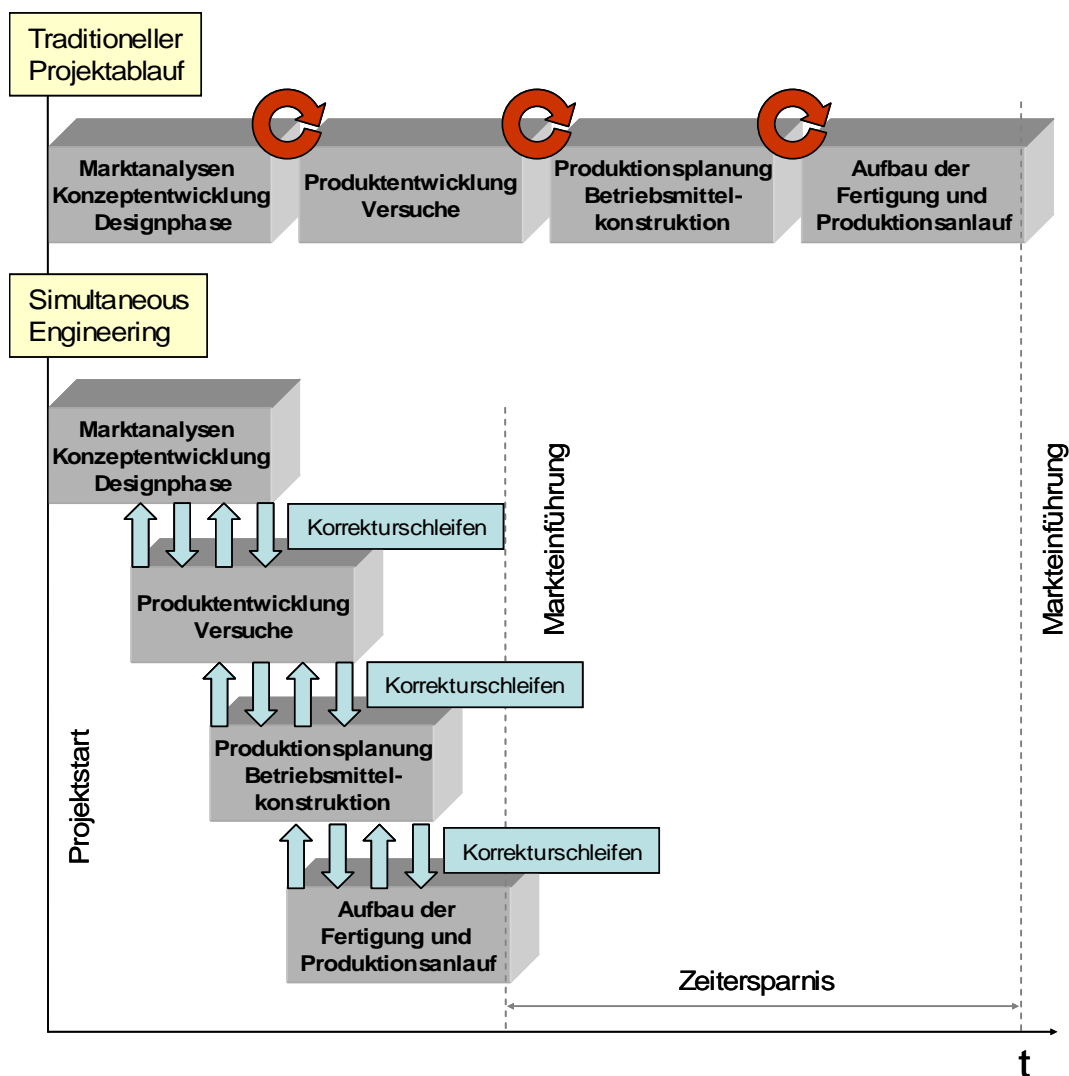 Traditioneller
Projektablauf
Marktanalysen
Konzeptentwicklung
Designphase
Produktentwicklung
Versuche
Produktionsplanung
Betriebsmittel-
konstruktion
Aufbau der
Fertigung und
Produktionsanlauf
Simultaneous
Engineering
Marktanalysen
Konzeptentwicklung
Designphase
Korrekturschleifen
Produktentwicklung
Versuche
Korrekturschleifen
Produktionsplanung
Betriebsmittel-
konstruktion
Korrekturschleifen
Aufbau der
Fertigung und
Produktionsanlauf
Projektstart
Markteinführung
Markteinführung
Zeitersparnis
t